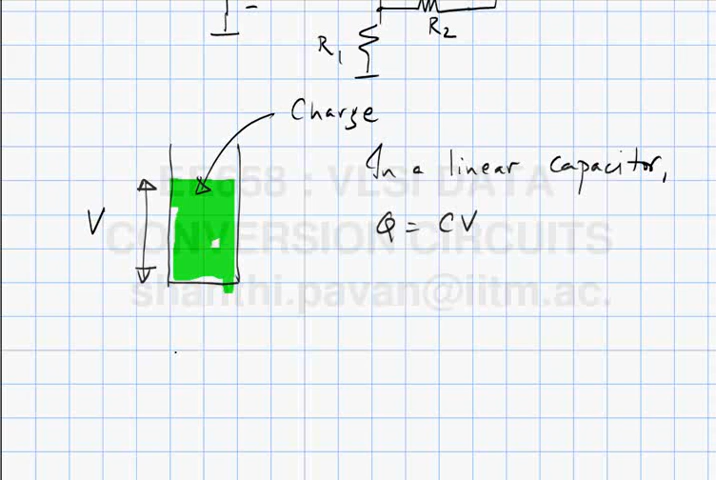 R2
R1
Charge
In a linear capacitor,
V
Q = CV
EE658 : VLSI DATA
CONVERSION CIRCUITS
shanthi.pavan@iitm.ac.